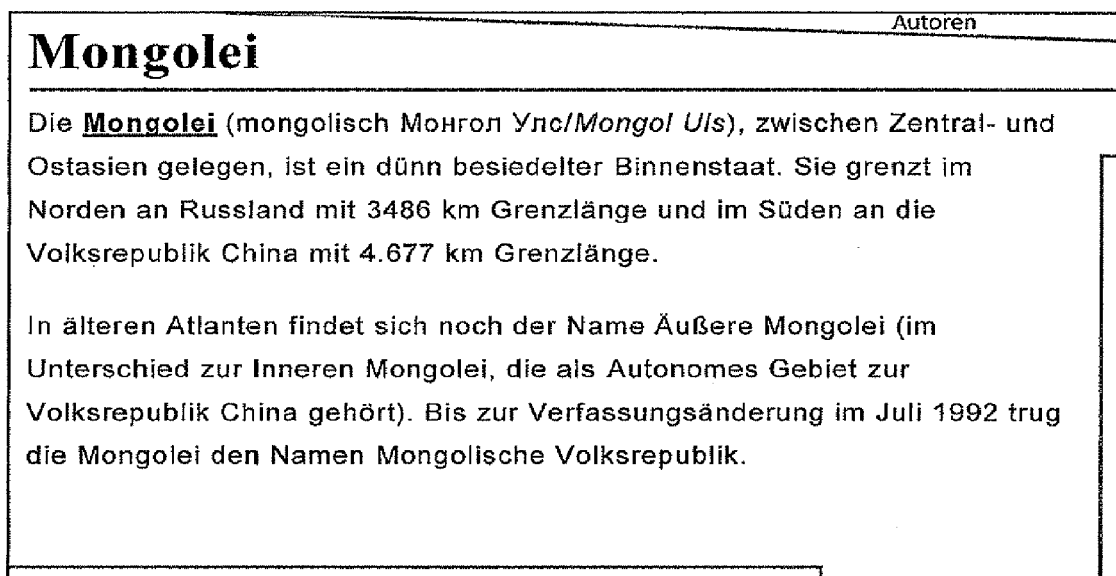 Autoren
Mongolei
Die Mongolei (mongolisch Монгол Улс/Mongol Uls), zwischen Zentral- und
Ostasien gelegen, ist ein dünn besiedelter Binnenstaat. Sie grenzt im
Norden an Russland mit 3486 km Grenzlänge und im Süden an die
Volksrepublik China mit 4.677 km Grenzlänge.
In älteren Atlanten findet sich noch der Name Äußere Mongolei (im
Unterschied zur Inneren Mongolei, die als Autonomes Gebiet zur
Volksrepublik China gehört). Bis zur Verfassungsänderung im Juli 1992 trug
die Mongolei den Namen Mongolische Volksrepublik.